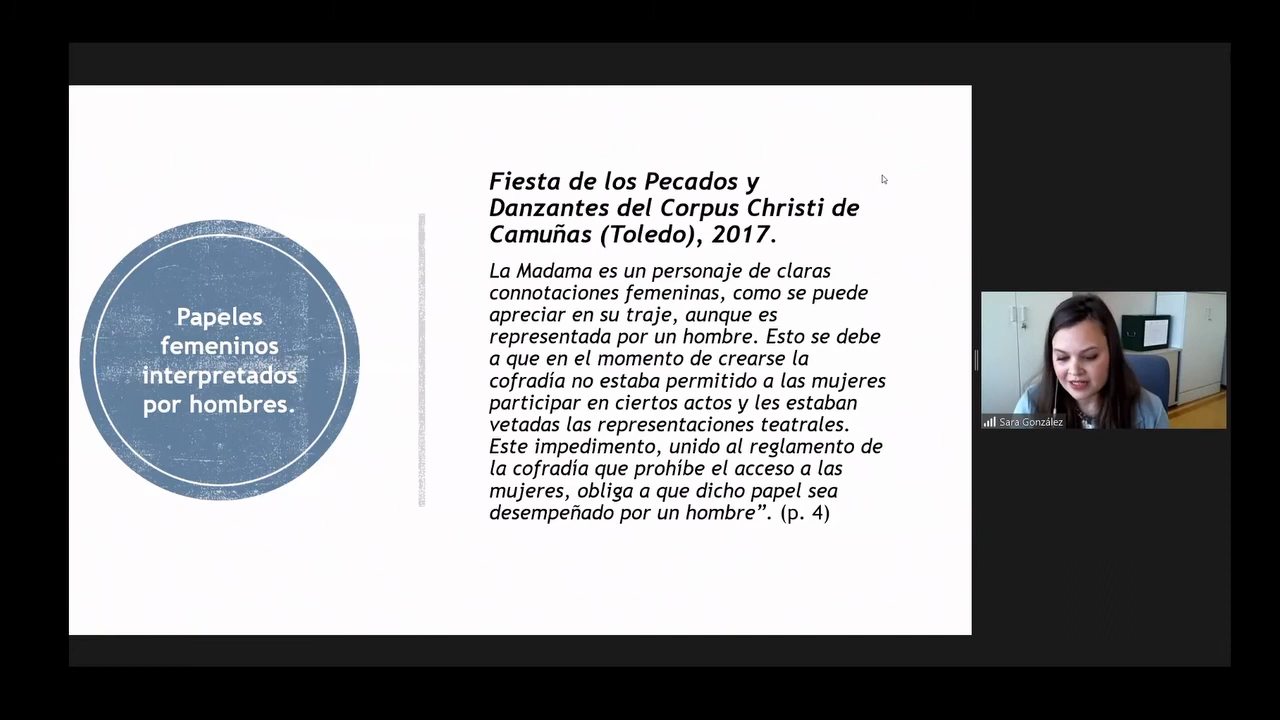 Papeles
femeninos
interpretados
por hombres.
Fiesta de los Pecados y
Danzantes del Corpus Christi de
Camuñas (Toledo), 2017.
La Madama es un personaje de claras
connotaciones femeninas, como se puede
apreciar en su traje, aunque es
representada por un hombre. Esto se debe
a que en el momento de crearse la
cofradía no estaba permitido a las mujeres
participar en ciertos actos y les estaban
vetadas las representaciones teatrales.
Este impedimento, unido al reglamento de
la cofradía que prohíbe el acceso a las
mujeres, obliga a que dicho papel sea
desempeñado por un hombre”. (p. 4)
Sara González